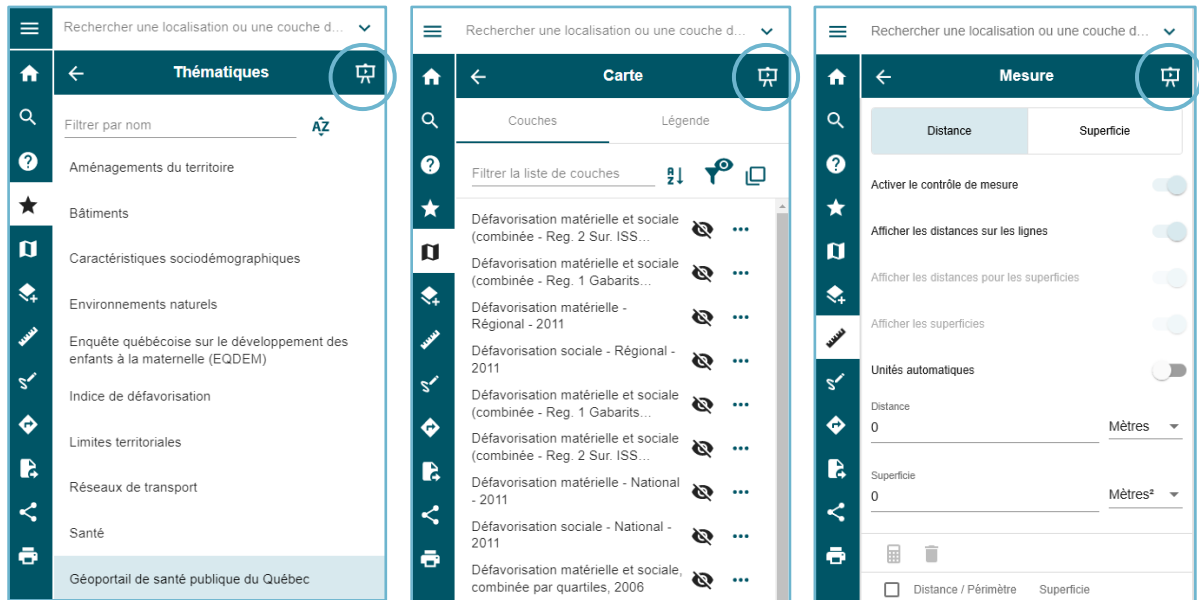 Rechercher une localisation ou une couche d...
Thématiques
Filtrer par nom
AZ
Aménagements du territoire
Bâtiments
Caractéristiques sociodémographiques
Environnements naturels
Enquête québécoise sur le développement des
enfants à la maternelle (EQDEM)
Indice de défavorisation
Limites territoriales
Réseaux de transport
Santé
Géoportail de santé publique du Québec
Rechercher une localisation ou une couche d...
Carte
Couches Légende
Filtrer la liste de couches
AZ
Défavorisation matérielle et sociale
(combinée - Reg. 2 Sur. ISS...
Défavorisation matérielle et sociale
(combinée - Reg. 1 Gabarits...
Défavorisation matérielle -
Régional - 2011
Défavorisation sociale - Régional -
2011
Défavorisation matérielle et sociale
(combinée - Reg. 1 Gabarits...
Défavorisation matérielle et sociale
(combinée - Reg. 2 Sur. ISS...
Défavorisation matérielle - National
- 2011
Défavorisation sociale - National -
2011
Défavorisation matérielle et sociale,
combinée par quartiles, 2006
Rechercher une localisation ou une couche d...
Mesure
Distance Superficie
Activer le contrôle de mesure
Afficher les distances sur les lignes
Afficher les distances pour les superficies
Afficher les superficies
Unités automatiques
Distance
0 Mètres
Superficie
0 Mètres²
Distance / Périmètre Superficie